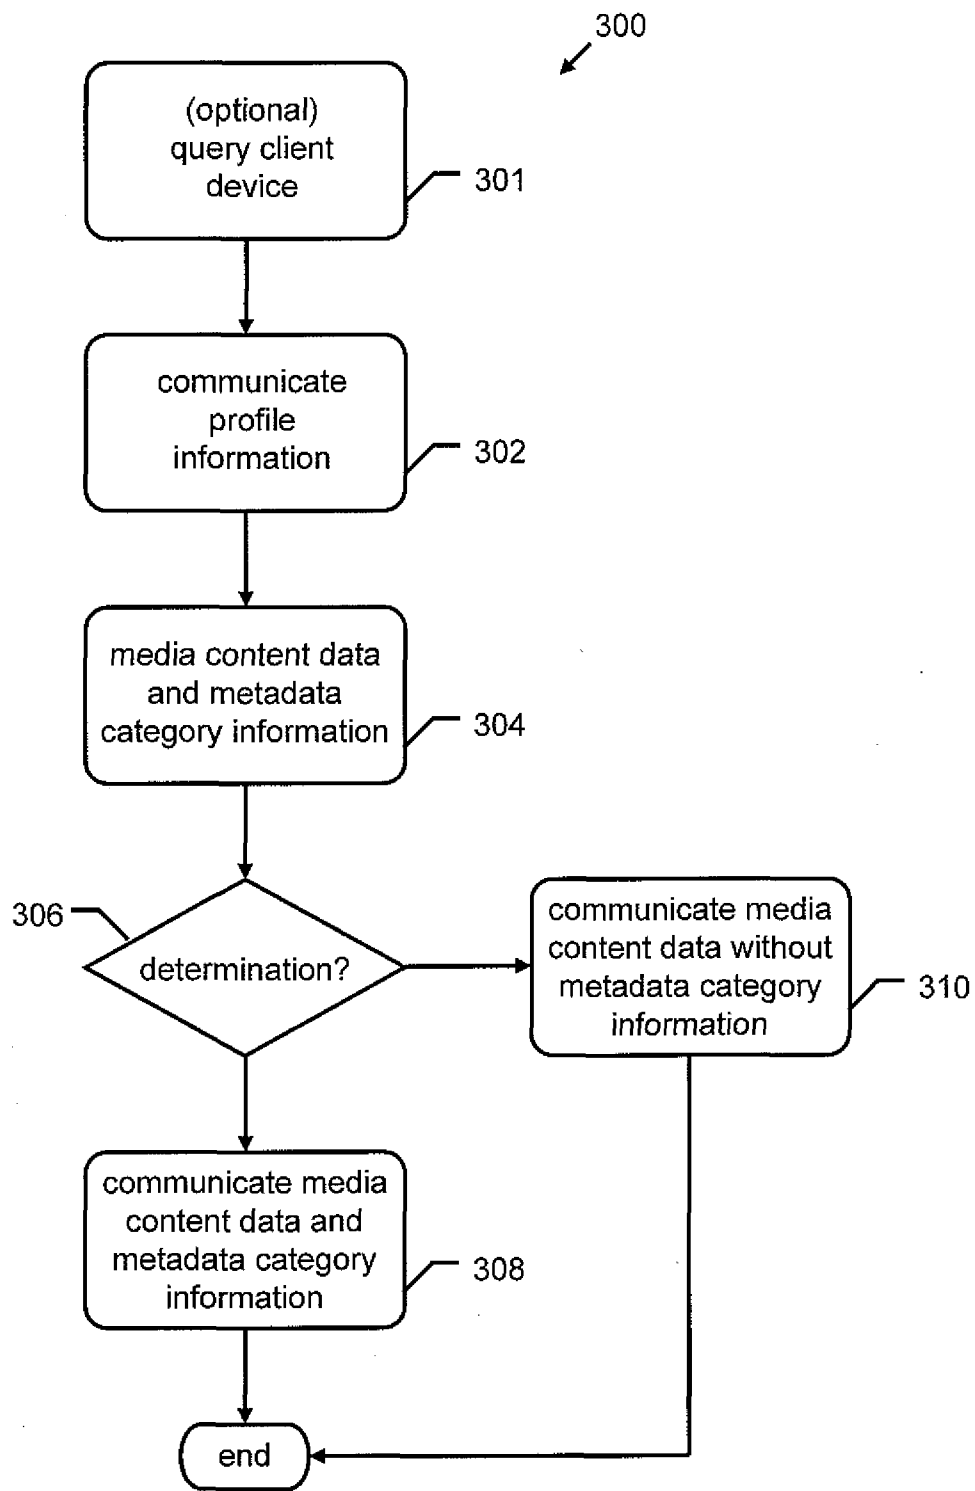 300
(optional)
query client
device
301
communicate
profile
information
302
media content data
and metadata
category information
304
306
determination?
communicate media
content data without
metadata category
information
310
communicate media
content data and
metadata category
information
308
end